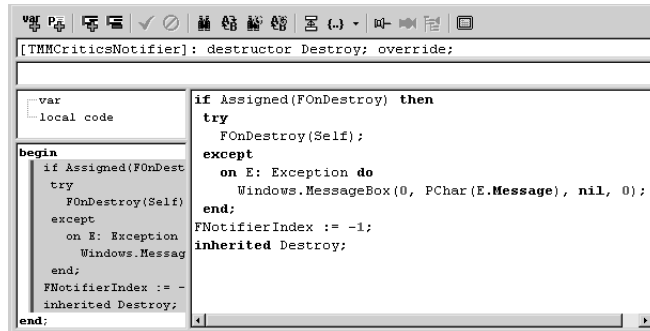 var P
{..}
[TMMCriticsNotifier]: destructor Destroy; override;
var
local code
begin
if Assigned(FOnDest
try
FOnDestroy(Self)
except
on E: Exception
Windows.Messag
end;
FNotifierIndex := -
inherited Destroy;
end;
if Assigned(FOnDestroy) then
try
FOnDestroy(Self);
except
on E: Exception do
Windows.MessageBox(0, PChar(E.Message), nil, 0);
end;
FNotifierIndex := -1;
inherited Destroy;